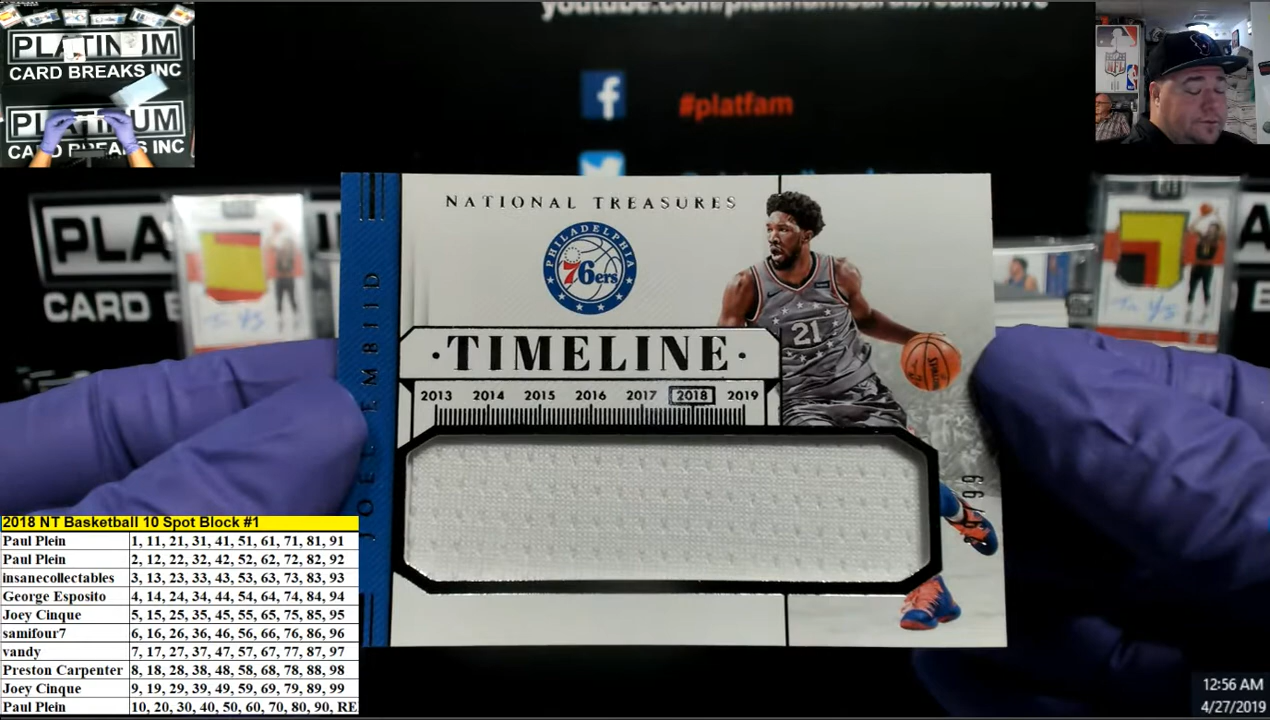 youtube.com/platinumcardbreakslive
PLATINUM
CARD BREAKS INC
PLATINUM
CARD BREAKS INC
NFL
f
#platfam
PLA
CARD
NATIONAL TREASURES
PHILADELPHIA
76ers
JOEL EMBIID
·TIMELINE·
2013 2014 2015 2016 2017 2018 2019
21
2018 NT Basketball 10 Spot Block #1
Paul Plein 1, 11, 21, 31, 41, 51, 61, 71, 81, 91
Paul Plein 2, 12, 22, 32, 42, 52, 62, 72, 82, 92
insanecollectables 3, 13, 23, 33, 43, 53, 63, 73, 83, 93
George Esposito 4, 14, 24, 34, 44, 54, 64, 74, 84, 94
Joey Cinque 5, 15, 25, 35, 45, 55, 65, 75, 85, 95
samifour7 6, 16, 26, 36, 46, 56, 66, 76, 86, 96
vandy 7, 17, 27, 37, 47, 57, 67, 77, 87, 97
Preston Carpenter 8, 18, 28, 38, 48, 58, 68, 78, 88, 98
Joey Cinque 9, 19, 29, 39, 49, 59, 69, 79, 89, 99
Paul Plein 10, 20, 30, 40, 50, 60, 70, 80, 90, RE
12:56 AM
4/27/2019